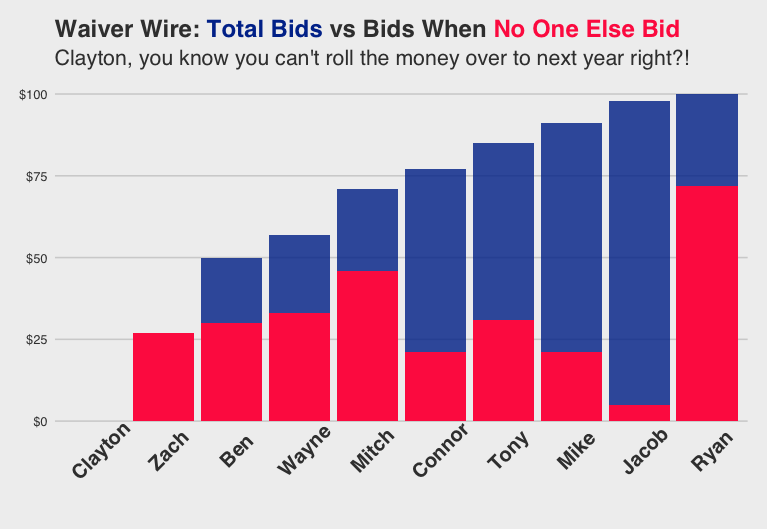 Waiver Wire: Total Bids vs Bids When No One Else Bid
Clayton, you know you can't roll the money over to next year right?!
$100
$75
$50
$25
$0
Clayton
Zach
Ben
Wayne
Mitch
Connor
Tony
Mike
Jacob
Ryan